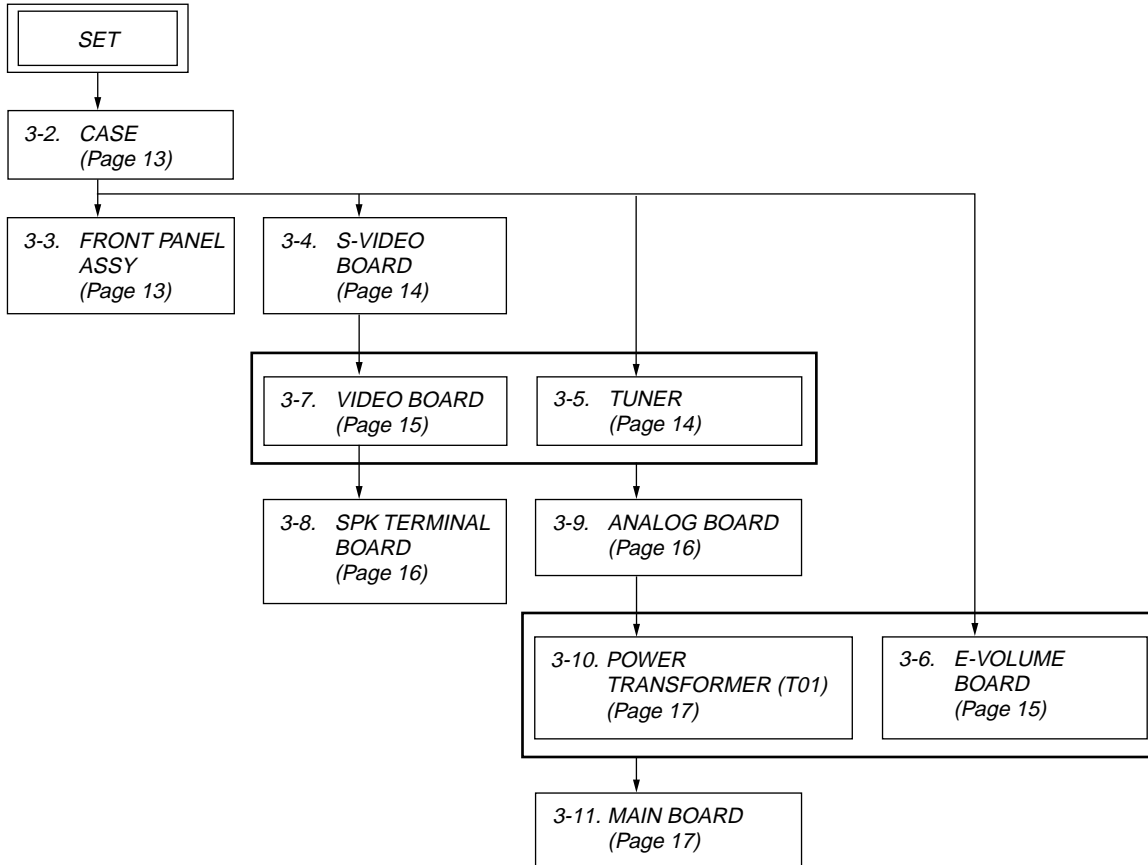 SET
3-2. CASE
(Page 13)
3-3. FRONT PANEL
ASSY
(Page 13)
3-4. S-VIDEO
BOARD
(Page 14)
3-7. VIDEO BOARD
(Page 15)
3-5. TUNER
(Page 14)
3-8. SPK TERMINAL
BOARD
(Page 16)
3-9. ANALOG BOARD
(Page 16)
3-10. POWER
TRANSFORMER (T01)
(Page 17)
3-6. E-VOLUME
BOARD
(Page 15)
3-11. MAIN BOARD
(Page 17)